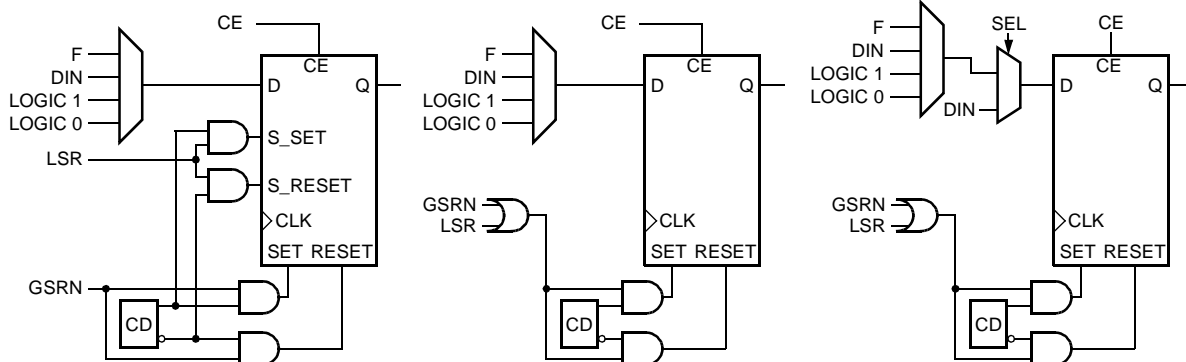 CE
F
DIN
LOGIC 1
LOGIC 0
LSR
CE
D
Q
S_SET
S_RESET
CLK
SET RESET
GSRN
CD
CE
F
DIN
LOGIC 1
LOGIC 0
CE
D
Q
GSRN
LSR
CLK
SET RESET
CD
F
DIN
LOGIC 1
LOGIC 0
SEL
DIN
CE
CE
D
Q
GSRN
LSR
CLK
SET RESET
CD